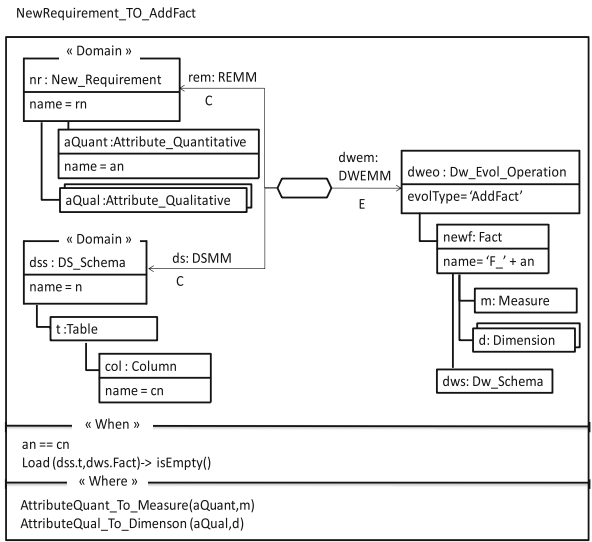 NewRequirement_TO_AddFact
« Domain »
nr : New_Requirement
name = rn
aQuant :Attribute_Quantitative
name = an
aQual :Attribute_Qualitative
rem: REMM
C
dwem:
DWEMM
E
dweo : Dw_Evol_Operation
evolType= ‘AddFact’
newf: Fact
name= ‘F_’ + an
m: Measure
d: Dimension
dws: Dw_Schema
« Domain »
dss : DS_Schema
name = n
ds: DSMM
C
t :Table
col : Column
name = cn
« When »
an == cn
Load (dss.t,dws.Fact)-> isEmpty()
« Where »
AttributeQuant_To_Measure(aQuant,m)
AttributeQual_To_Dimenson (aQual,d)